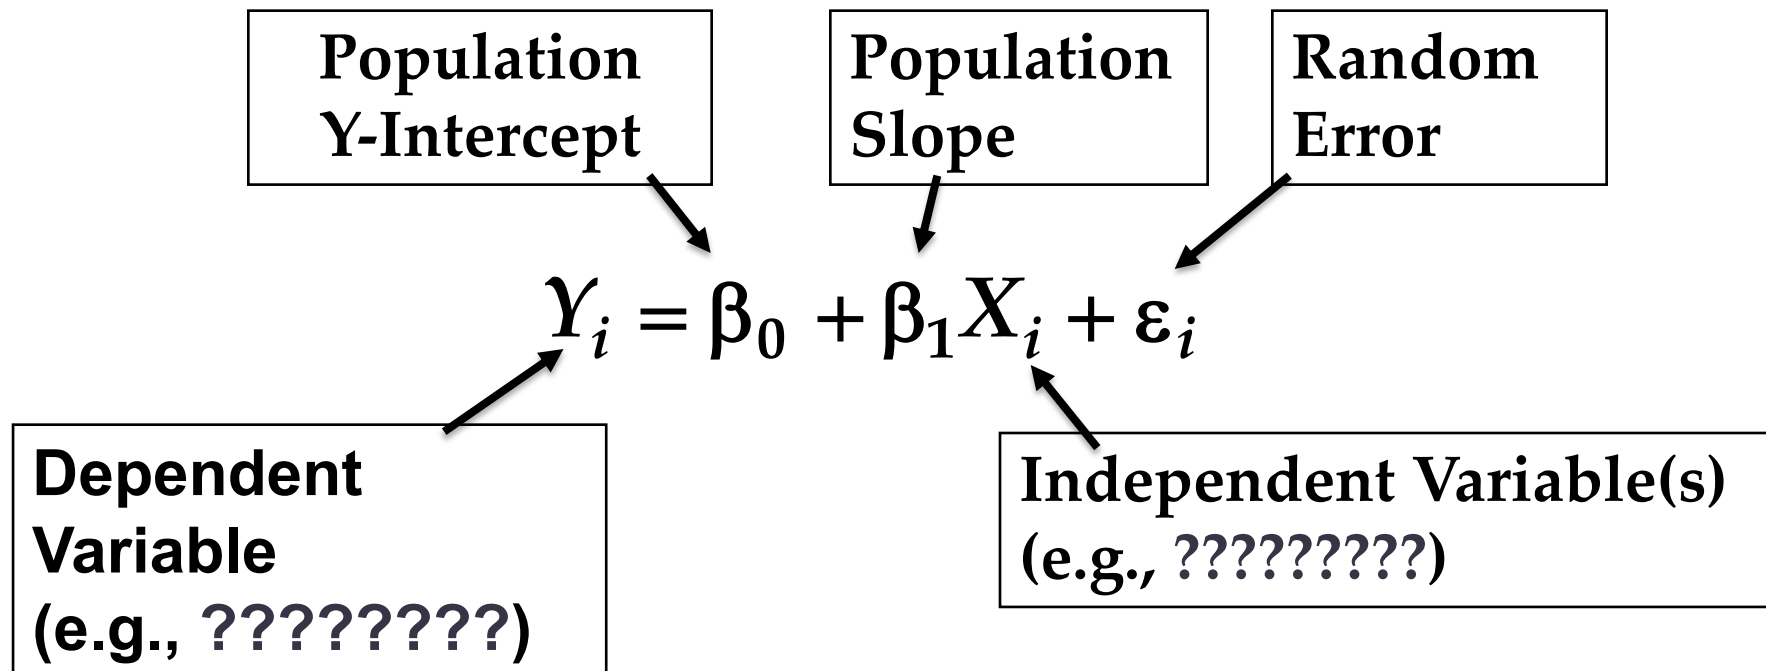 Population
Y-Intercept
Population
Slope
Random
Error
Yᵢ = β₀ + β₁Xᵢ + εᵢ
Dependent
Variable
(e.g., ????????)
Independent Variable(s)
(e.g., ?????????)